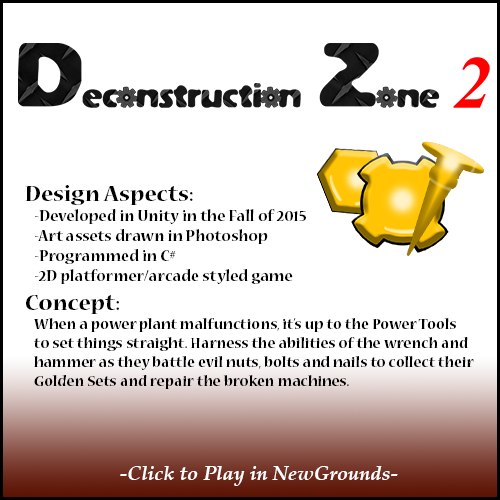 Deconstruction Zone 2
Design Aspects:
-Developed in Unity in the Fall of 2015
-Art assets drawn in Photoshop
-Programmed in C#
-2D platformer/arcade styled game
Concept:
When a power plant malfunctions, it's up to the Power Tools
to set things straight. Harness the abilities of the wrench and
hammer as they battle evil nuts, bolts and nails to collect their
Golden Sets and repair the broken machines.
-Click to Play in NewGrounds-